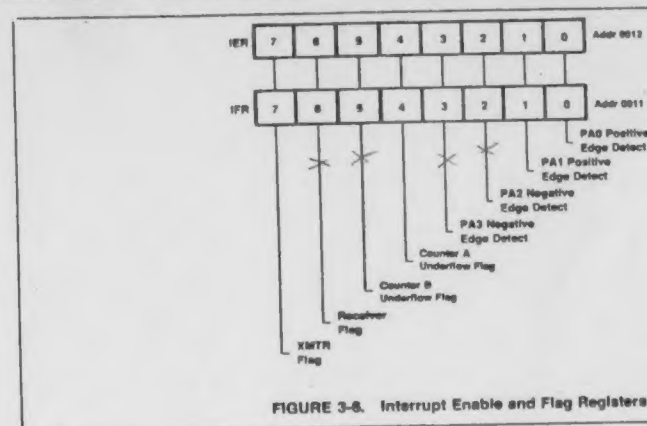 IER 7 6 5 4 3 2 1 0 Addr 0012
IFR 7 6 5 4 3 2 1 0 Addr 0011
PA0 Positive
Edge Detect
PA1 Positive
Edge Detect
PA2 Negative
Edge Detect
PA3 Negative
Edge Detect
Counter A
Underflow Flag
Counter B
Underflow Flag
Receiver
Flag
XMTR
Flag
FIGURE 3-6. Interrupt Enable and Flag Registers